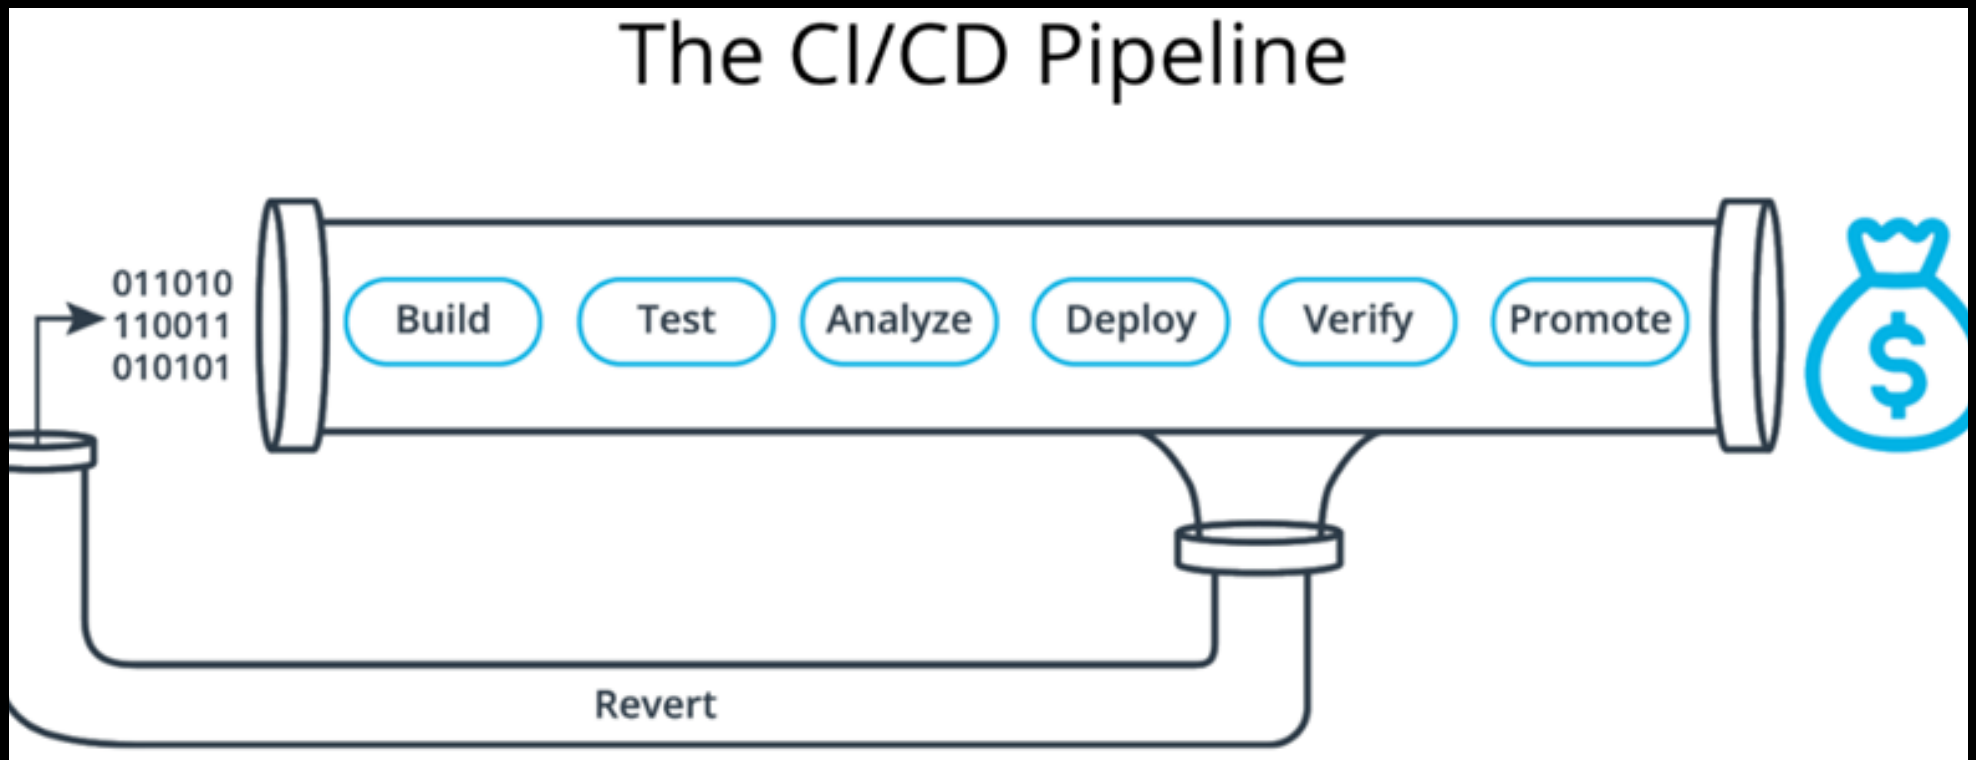 The CI/CD Pipeline
011010
110011
010101
Build
Test
Analyze
Deploy
Verify
Promote
$
Revert